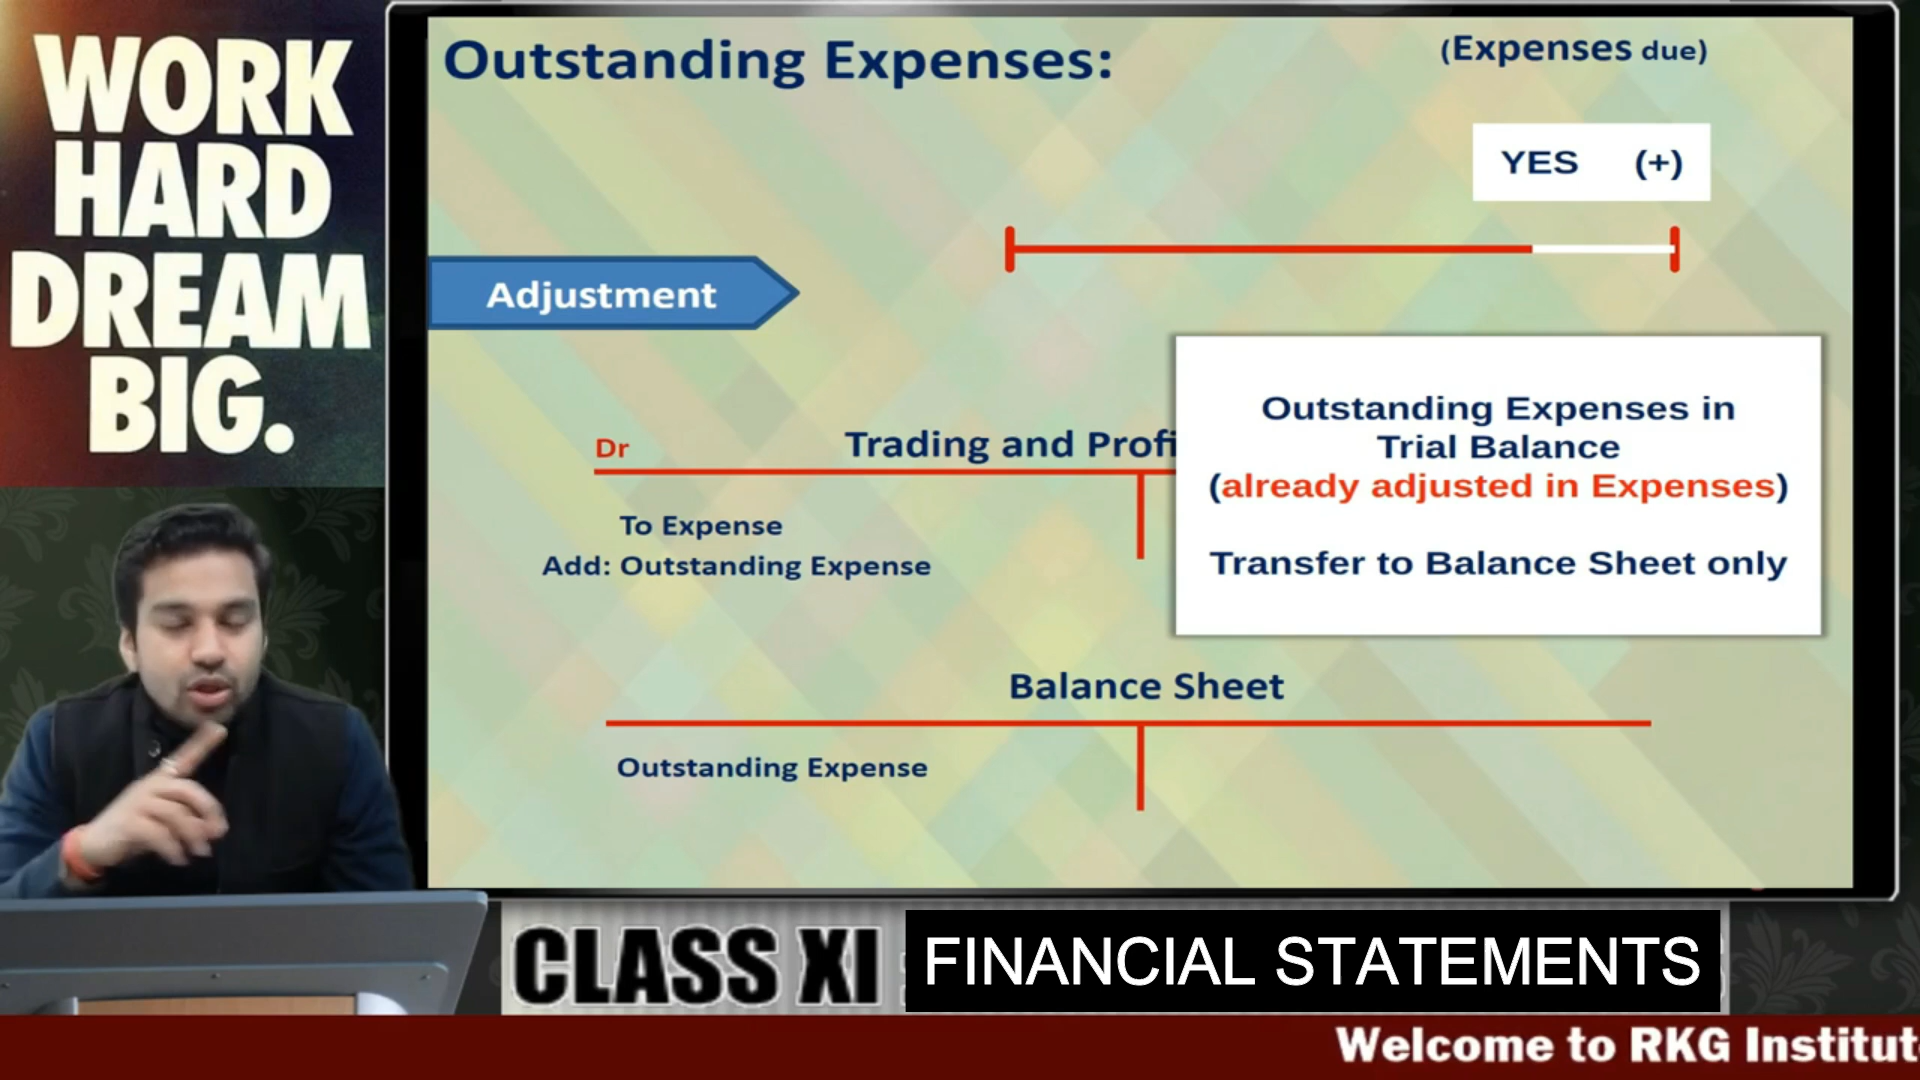 WORK
HARD
DREAM
BIG.
Outstanding Expenses:
(Expenses due)
YES (+)
Adjustment
Dr
Trading and Profi
To Expense
Add: Outstanding Expense
Outstanding Expenses in
Trial Balance
(already adjusted in Expenses)
Transfer to Balance Sheet only
Balance Sheet
Outstanding Expense
CLASS XI
FINANCIAL STATEMENTS
Welcome to RKG Institut